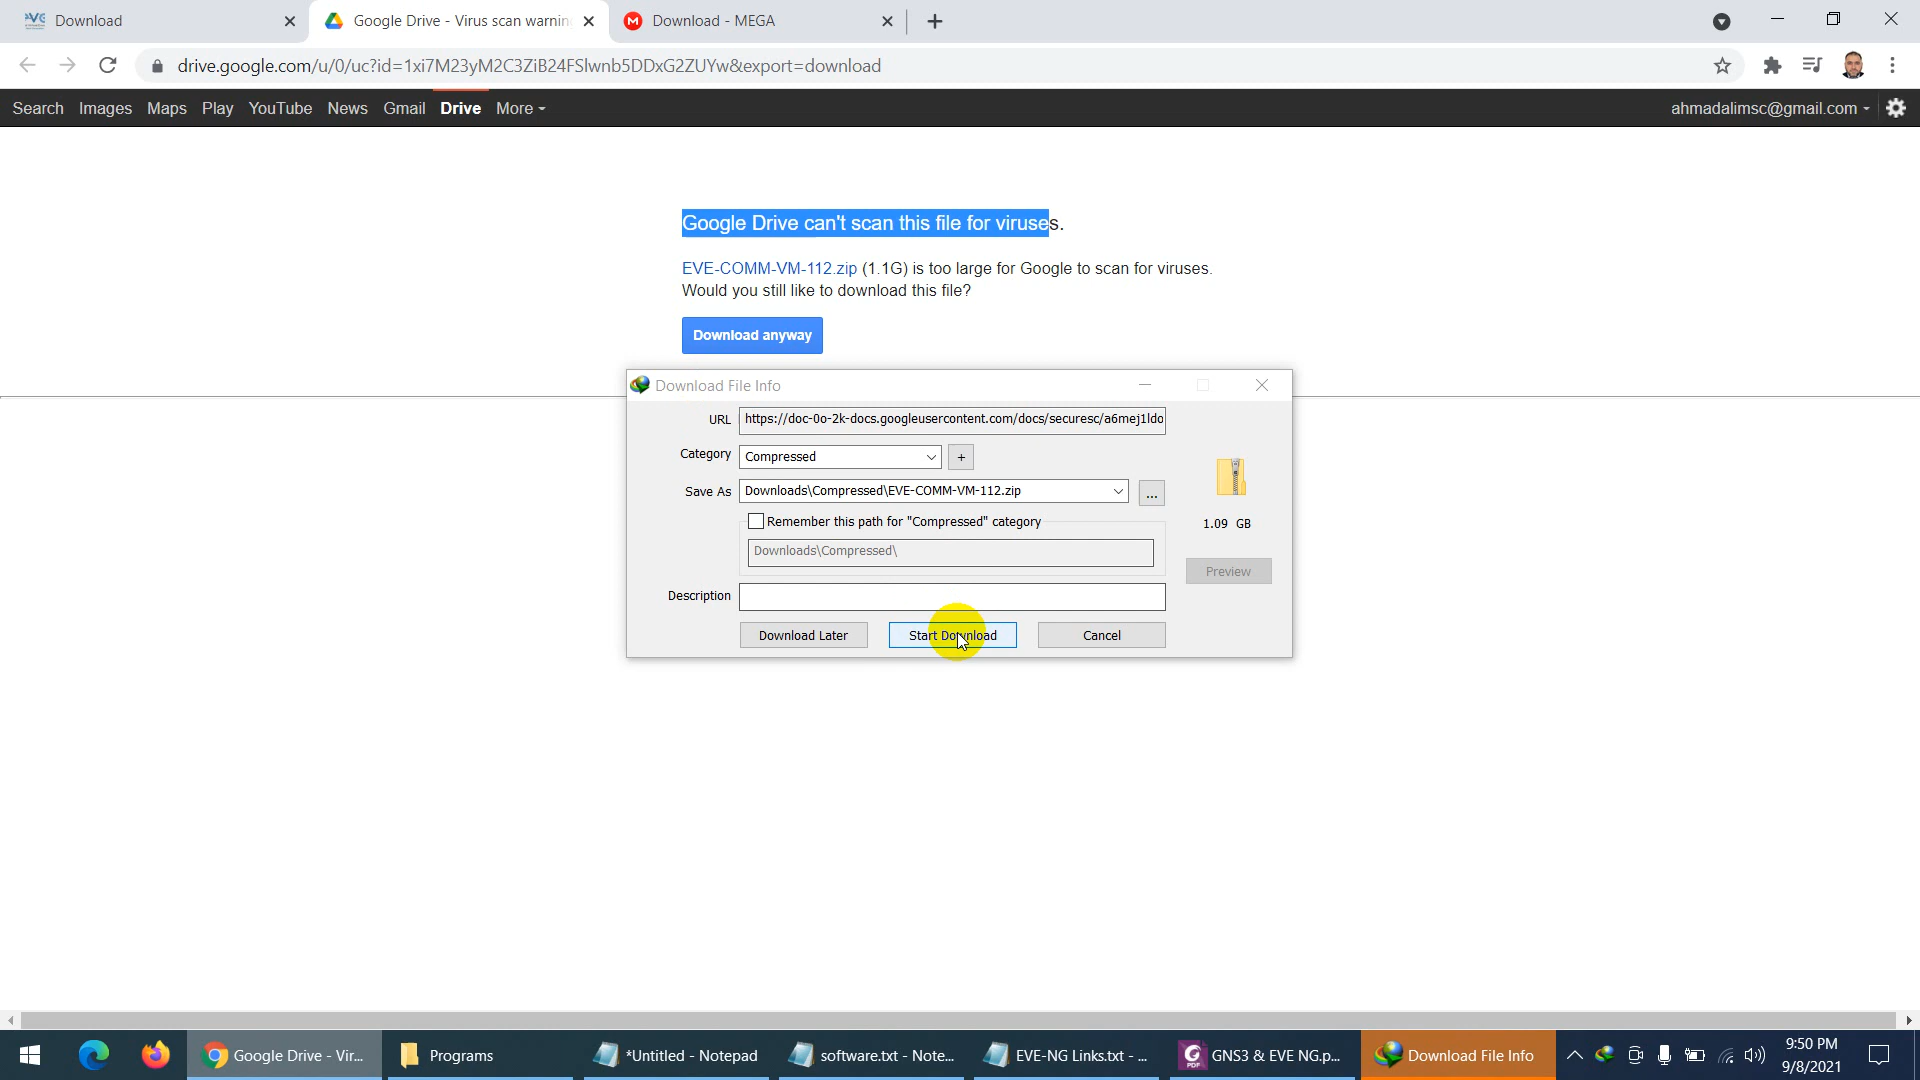 Download
Google Drive - Virus scan warnin
Download - MEGA
drive.google.com/u/0/uc?id=1xi7M23yM2C3ZiB24FSlwnb5DDxG2ZUYw&export=download
Search Images Maps Play YouTube News Gmail Drive More
ahmadalimsc@gmail.com
Google Drive can't scan this file for viruses.
EVE-COMM-VM-112.zip (1.1G) is too large for Google to scan for viruses.
Would you still like to download this file?
Download anyway
Download File Info
URL https://doc-0o-2k-docs.googleusercontent.com/docs/securesc/a6mej1ldo
Category Compressed +
Save As Downloads\Compressed\EVE-COMM-VM-112.zip ...
Remember this path for "Compressed" category
1.09 GB
Downloads\Compressed\
Preview
Description
Download Later Start Download Cancel
Google Drive - Vir...
Programs
*Untitled - Notepad
software.txt - Note...
EVE-NG Links.txt - ...
GNS3 & EVE NG.p...
Download File Info
9:50 PM
9/8/2021